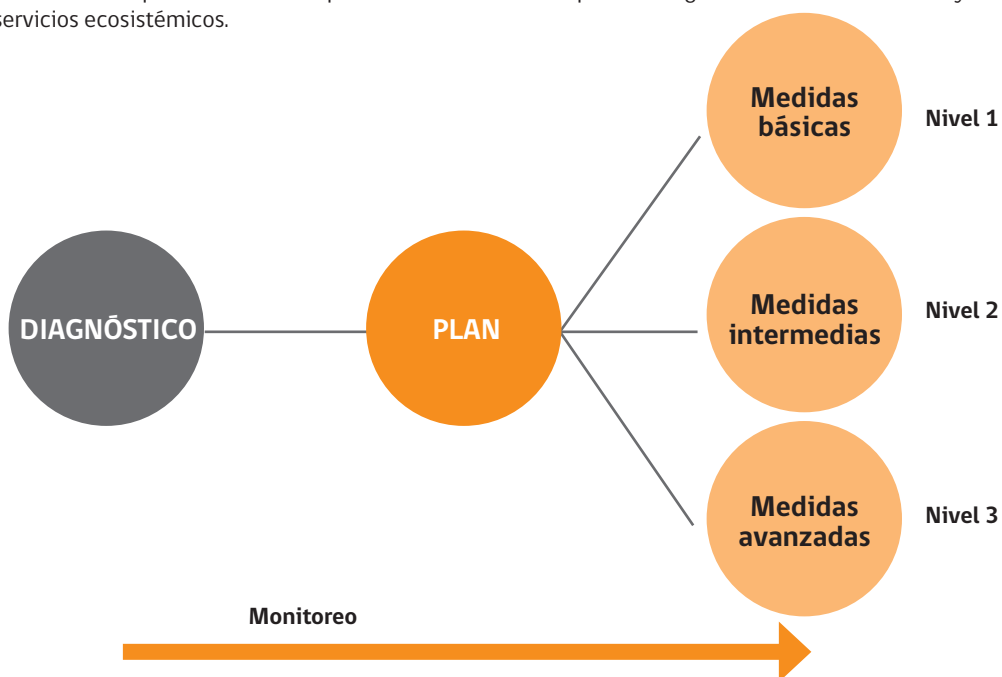 servicios ecosistémicos.
Medidas
básicas
Nivel 1
DIAGNÓSTICO
PLAN
Medidas
intermedias
Nivel 2
Medidas
avanzadas
Nivel 3
Monitoreo